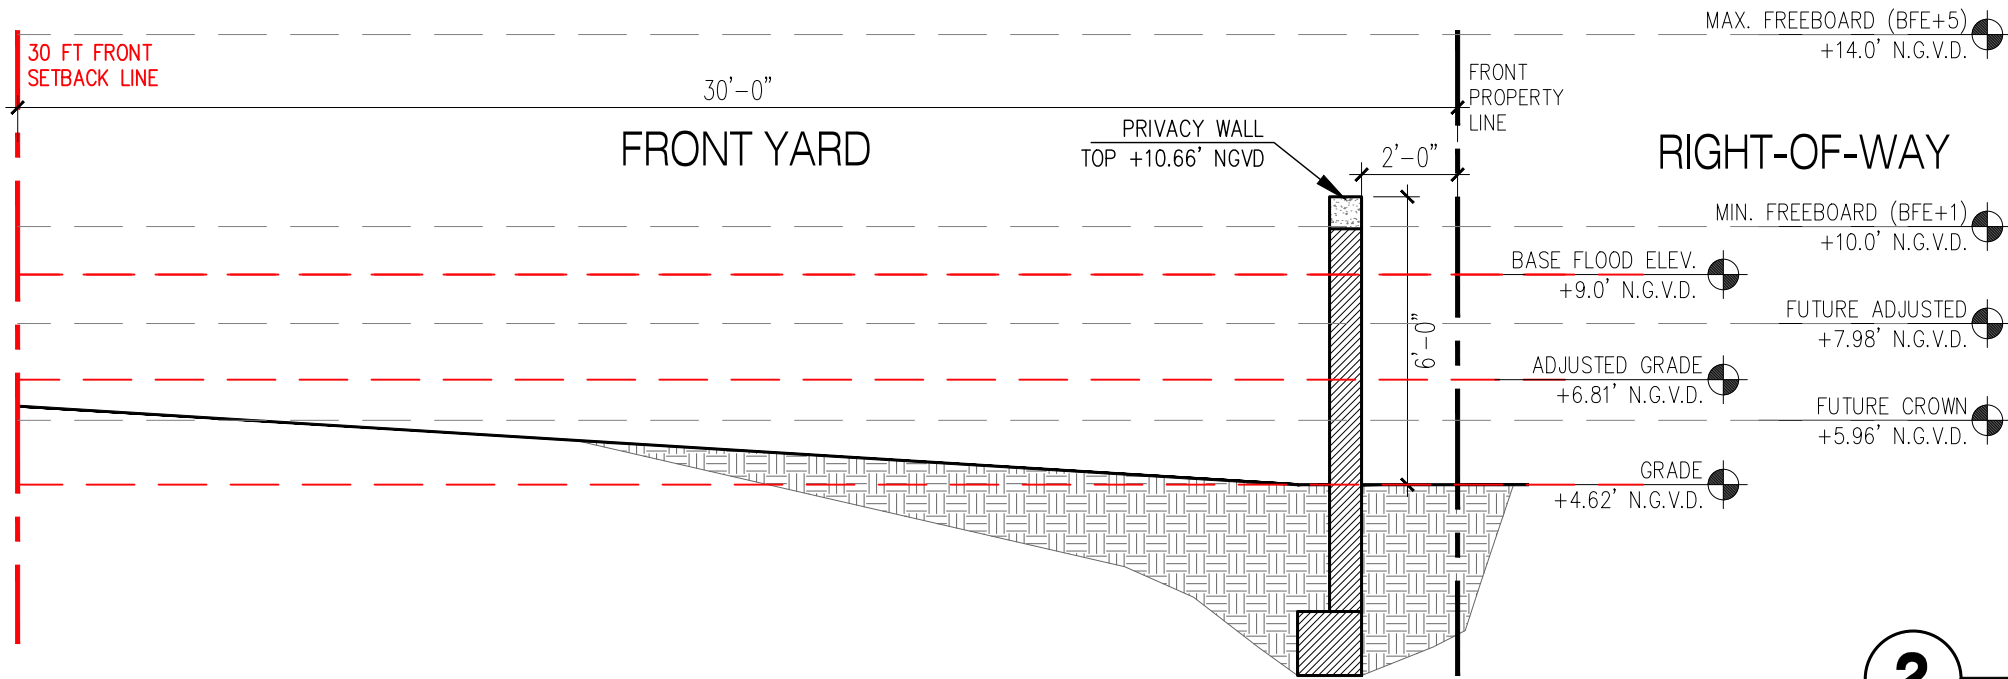 MAX. FREEBOARD (BFE+5)
+14.0' N.G.V.D.
30 FT FRONT
SETBACK LINE
30'-0"
FRONT
PROPERTY
LINE
FRONT YARD
PRIVACY WALL
TOP +10.66' NGVD
2'-0"
RIGHT-OF-WAY
MIN. FREEBOARD (BFE+1)
+10.0' N.G.V.D.
BASE FLOOD ELEV.
+9.0' N.G.V.D.
FUTURE ADJUSTED
+7.98' N.G.V.D.
6'-0"
ADJUSTED GRADE
+6.81' N.G.V.D.
FUTURE CROWN
+5.96' N.G.V.D.
GRADE
+4.62' N.G.V.D.